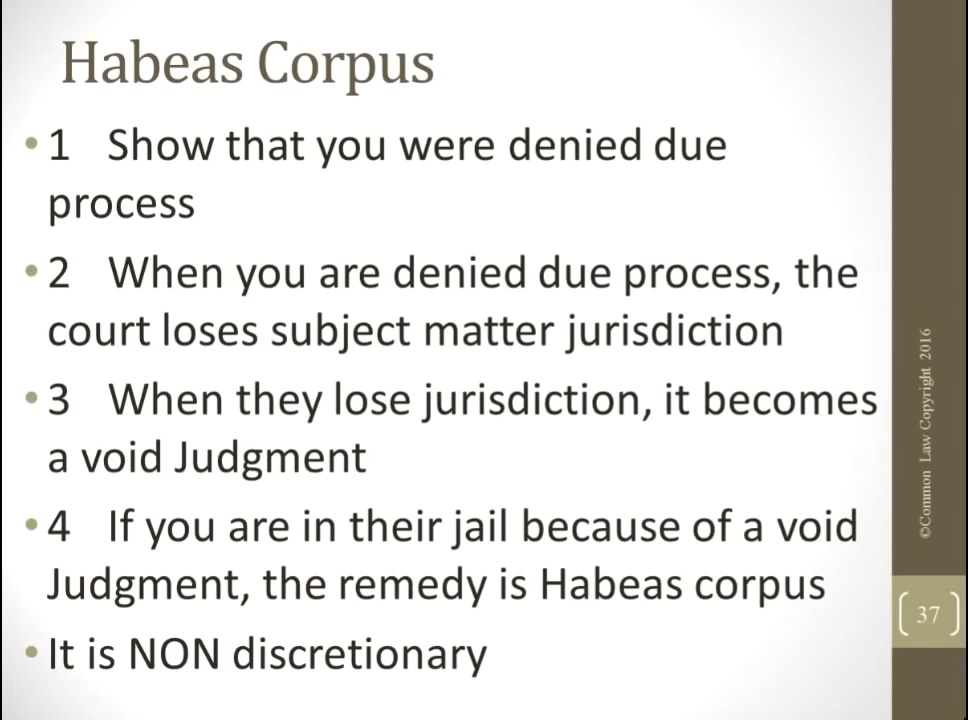 Habeas Corpus
• 1 Show that you were denied due
process
• 2 When you are denied due process, the
court loses subject matter jurisdiction
• 3 When they lose jurisdiction, it becomes
a void Judgment
• 4 If you are in their jail because of a void
Judgment, the remedy is Habeas corpus
• It is NON discretionary
©Common Law Copyright 2016
37